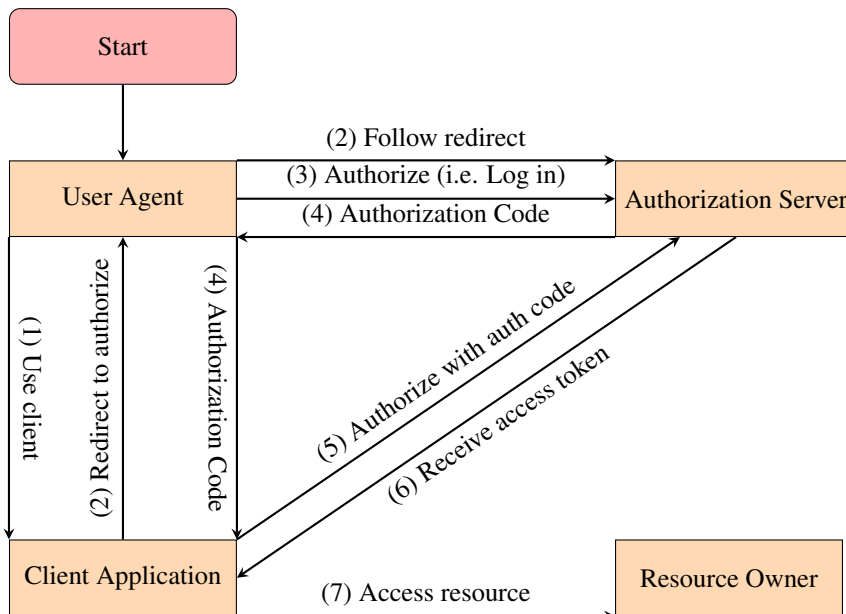 Start
(2) Follow redirect
(3) Authorize (i.e. Log in)
User Agent
Authorization Server
(4) Authorization Code
(1) Use client
(2) Redirect to authorize
(4) Authorization
Code
(5) Authorize with auth code
(6) Receive access token
Client Application
(7) Access resource
Resource Owner